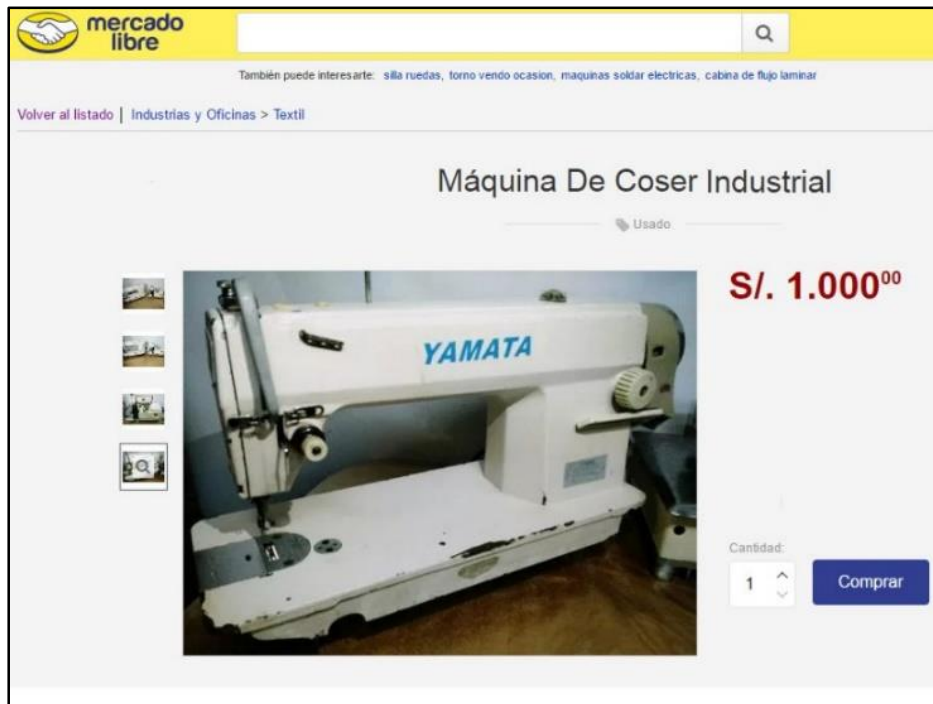 mercado
libre
También puede interesarte: silla ruedas, torno vendo ocasion, maquinas soldar electricas, cabina de flujo laminar
Volver al listado | Industrias y Oficinas > Textil
Máquina De Coser Industrial
Usado
S/. 1.000⁰⁰
YAMATA
Cantidad:
1
Comprar